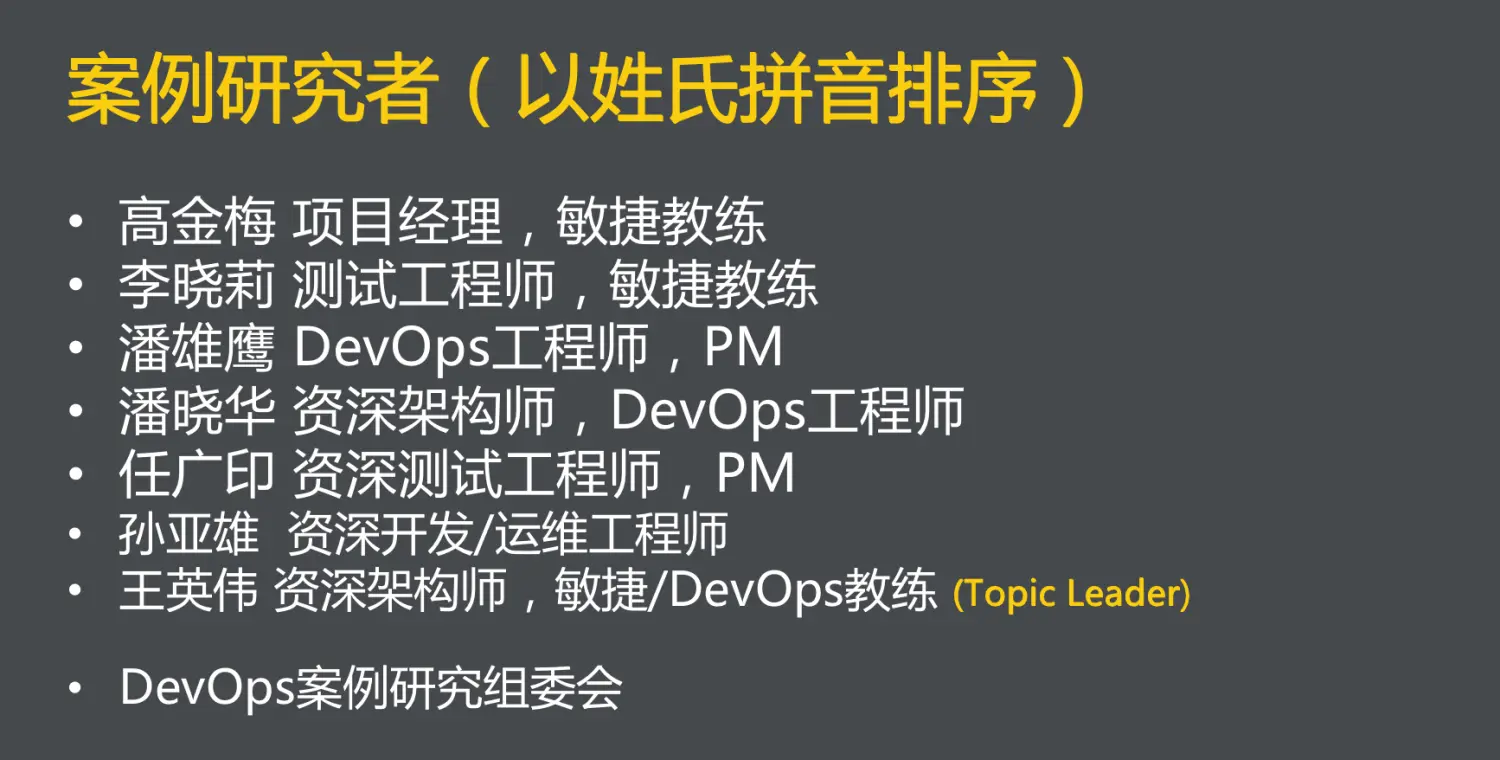 案例研究者（以姓氏拼音排序）
• 高金梅 项目经理，敏捷教练
• 李晓莉 测试工程师，敏捷教练
• 潘雄鹰 DevOps工程师，PM
• 潘晓华 资深架构师，DevOps工程师
• 任广印 资深测试工程师，PM
• 孙亚雄 资深开发/运维工程师
• 王英伟 资深架构师，敏捷/DevOps教练 (Topic Leader)
• DevOps案例研究组委会